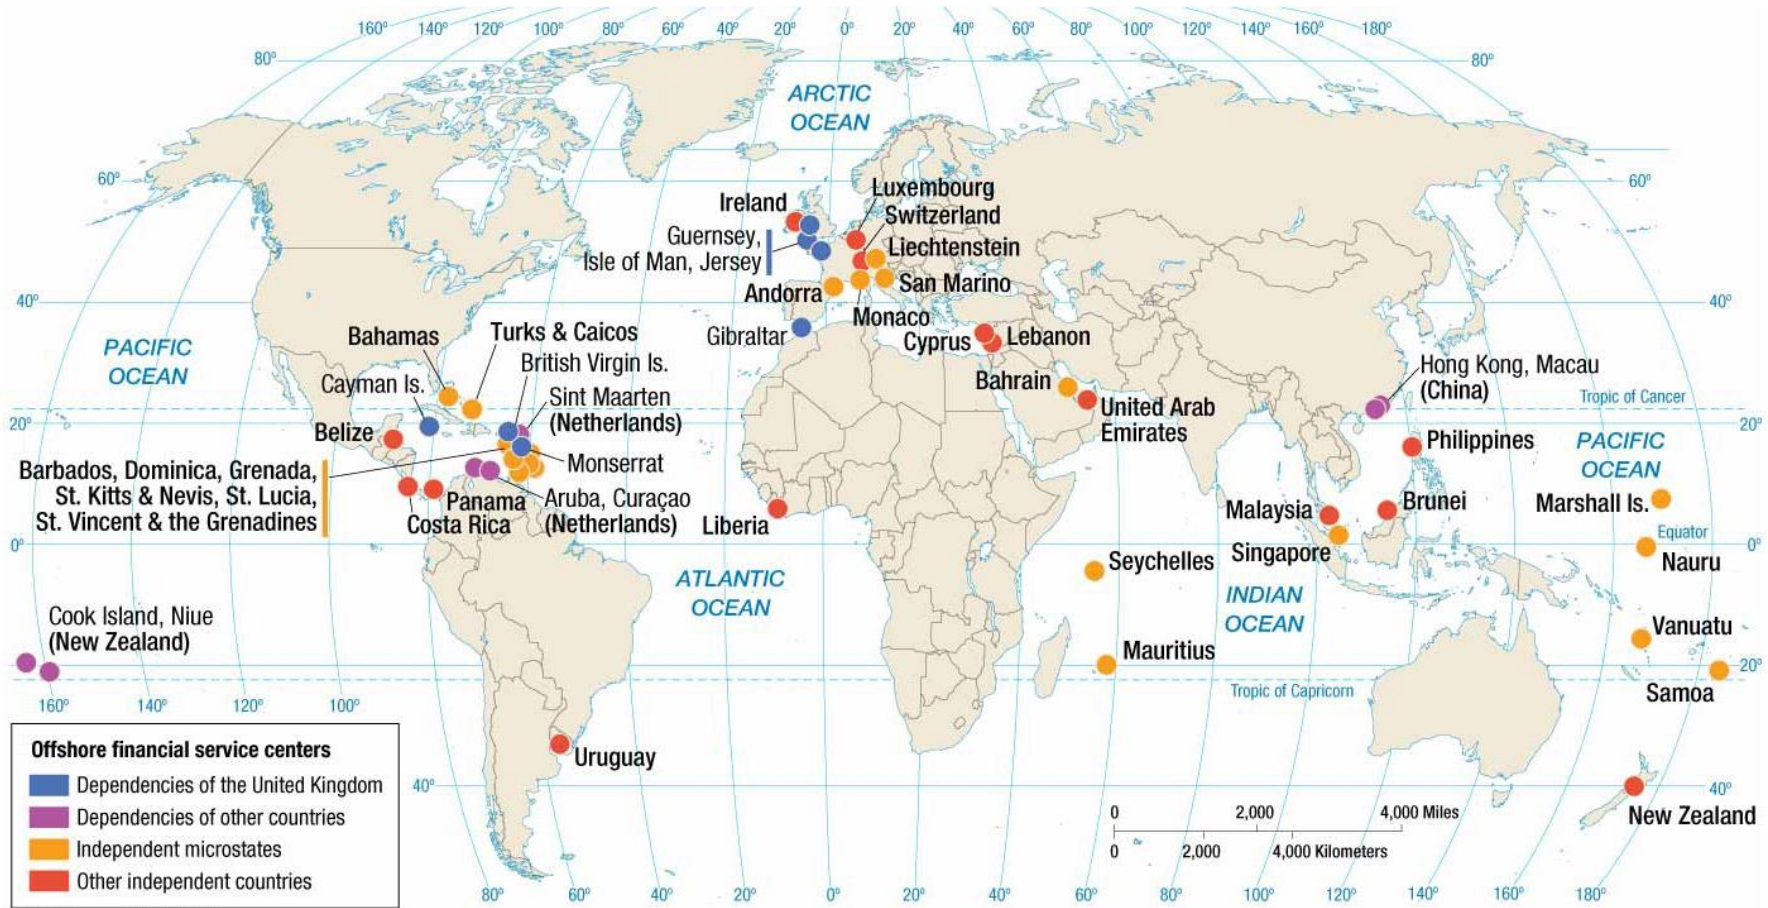 160° 140° 120° 100° 80° 60° 40° 20° 0° 20° 40° 60° 80° 100° 120° 140° 160° 180°
80° 80°
ARCTIC
OCEAN
60° 60°
Luxembourg
Ireland
Switzerland
Guernsey,
Isle of Man, Jersey
Liechtenstein
San Marino
Andorra
40° 40°
Monaco
Gibraltar
Cyprus
Lebanon
Bahamas
Turks & Caicos
British Virgin Is.
PACIFIC
OCEAN
Cayman Is.
Sint Maarten
(Netherlands)
Bahrain
United Arab
Emirates
Hong Kong, Macau
(China)
Tropic of Cancer
20° 20°
Belize
Philippines
PACIFIC
OCEAN
Barbados, Dominica, Grenada,
St. Kitts & Nevis, St. Lucia,
St. Vincent & the Grenadines
Monserrat
Panama
Costa Rica
Aruba, Curaçao
(Netherlands)
Liberia
Malaysia
Brunei
Marshall Is.
Singapore
Equator
0° 0°
Nauru
Seychelles
ATLANTIC
OCEAN
INDIAN
OCEAN
Cook Island, Niue
(New Zealand)
Vanuatu
Mauritius
20°
Samoa
Tropic of Capricorn
160° 140° 120° 100°
Uruguay
40° 40°
New Zealand
Offshore financial service centers
Dependencies of the United Kingdom
Dependencies of other countries
Independent microstates
Other independent countries
0 2,000 4,000 Miles
0 2,000 4,000 Kilometers
80° 60° 40° 20° 0° 20° 40° 60° 80° 100° 120° 140° 160° 180°